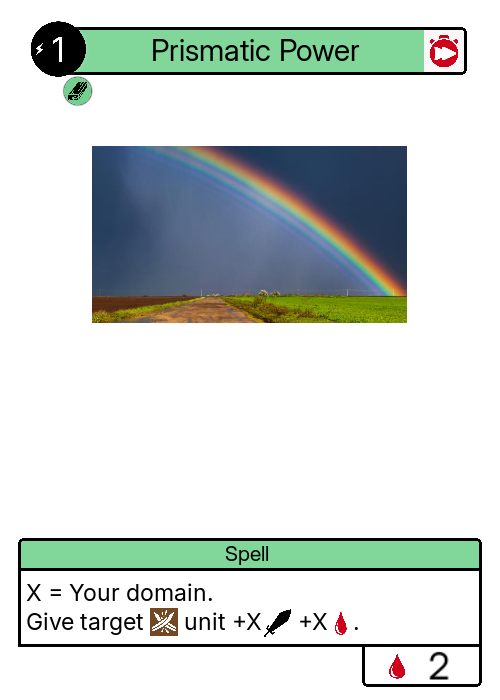 1
Prismatic Power
Spell
X = Your domain.
Give target unit +X +X .
2